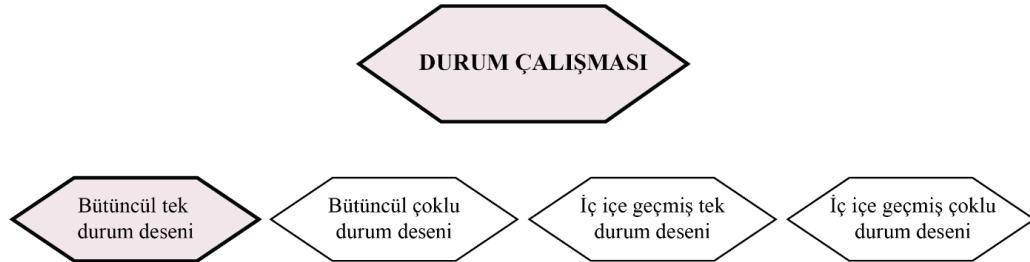 DURUM ÇALIŞMASI
Bütüncül tek
durum deseni
Bütüncül çoklu
durum deseni
İç içe geçmiş tek
durum deseni
İç içe geçmiş çoklu
durum deseni